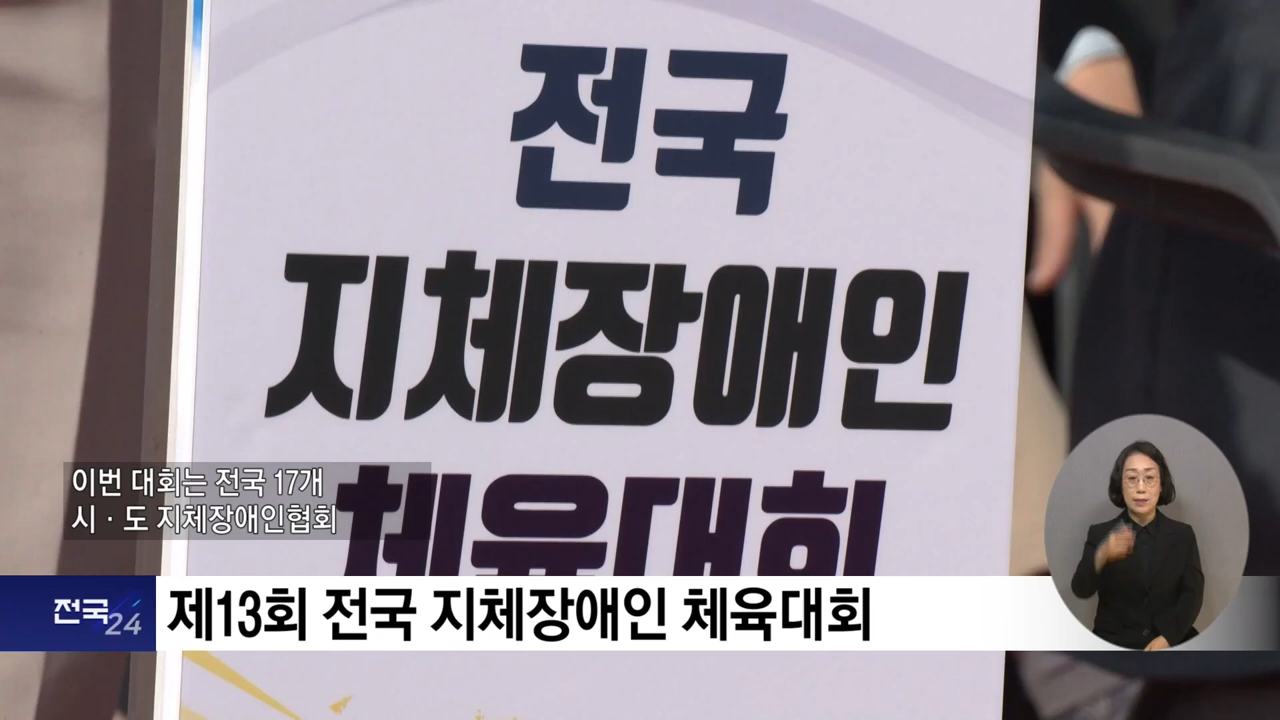 전국
지체장애인
체육대회
이번 대회는 전국 17개
시·도 지체장애인협회
전국24
제13회 전국 지체장애인 체육대회